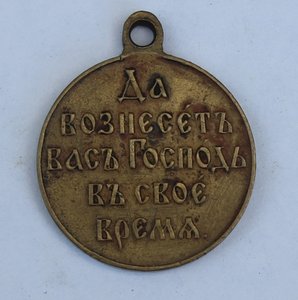 Да
вознесетъ
васъ Господь
въ свое
время